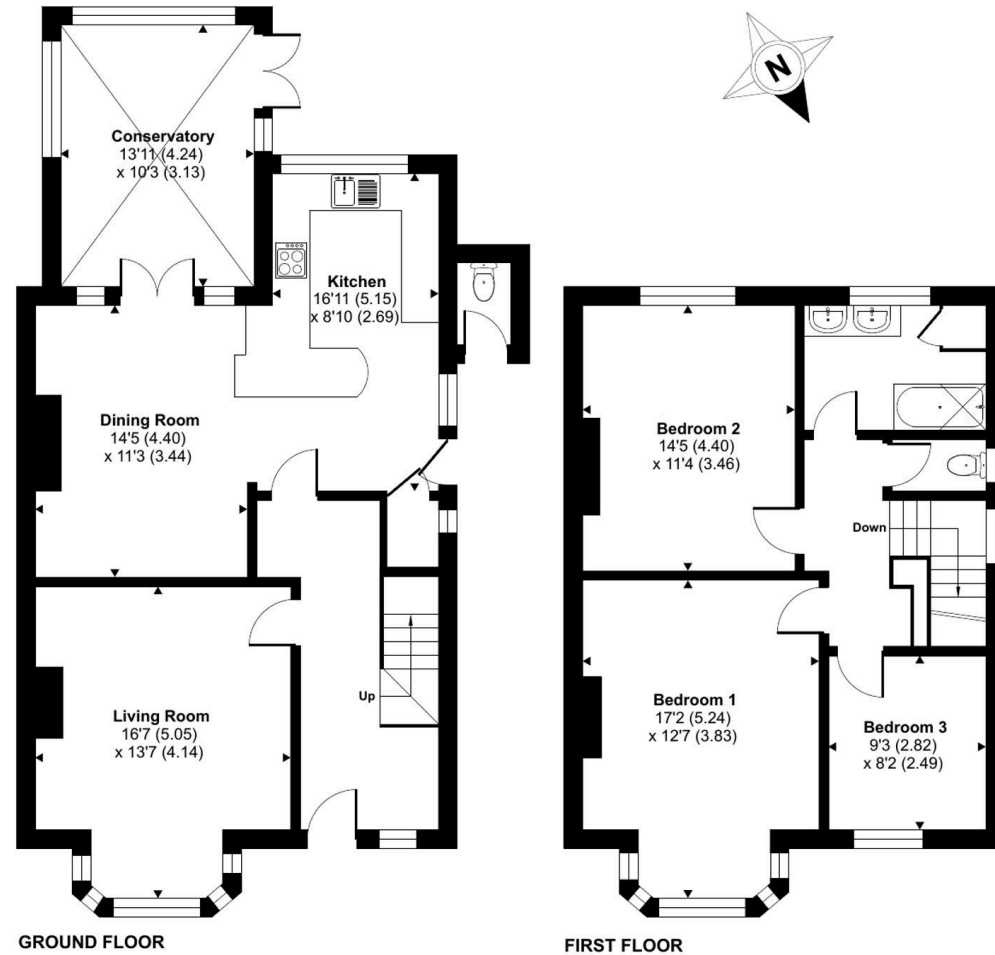 N
Conservatory
13'11 (4.24)
x 10'3 (3.13)
Kitchen
16'11 (5.15)
x 8'10 (2.69)
Dining Room
14'5 (4.40)
x 11'3 (3.44)
Living Room
16'7 (5.05)
x 13'7 (4.14)
Up
GROUND FLOOR
Bedroom 2
14'5 (4.40)
x 11'4 (3.46)
Down
Bedroom 1
17'2 (5.24)
x 12'7 (3.83)
Bedroom 3
9'3 (2.82)
x 8'2 (2.49)
FIRST FLOOR